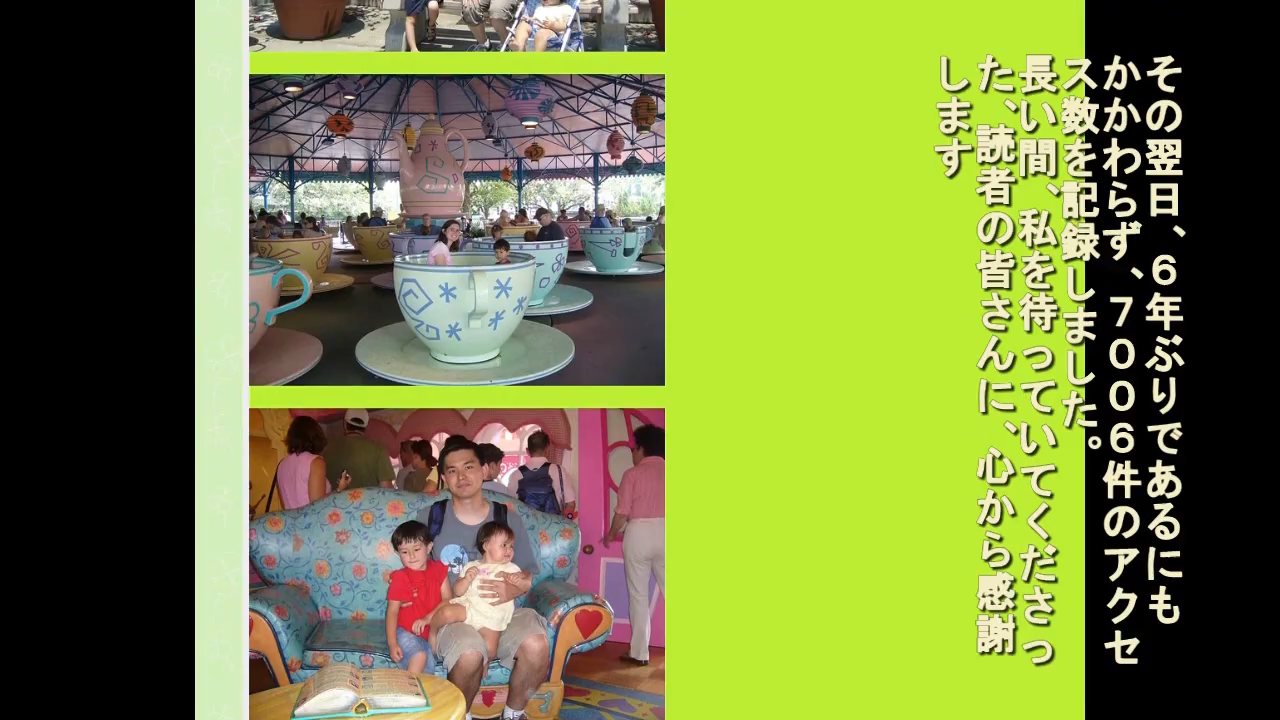 その翌日、６年ぶりであるにも
かかわらず、７００６件のアクセ
ス数を記録しました。
長い間、私を待っていてくださっ
た、読者の皆さんに、心から感謝
します